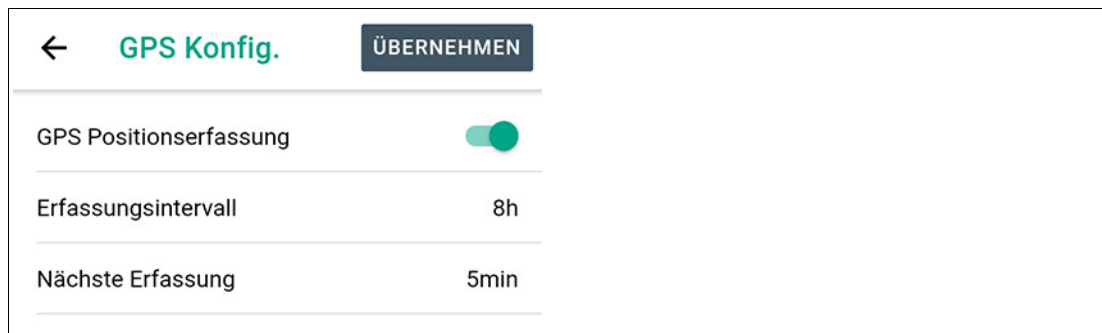 GPS Konfig. ÜBERNEHMEN
GPS Positionserfassung
Erfassungsintervall 8h
Nächste Erfassung 5min